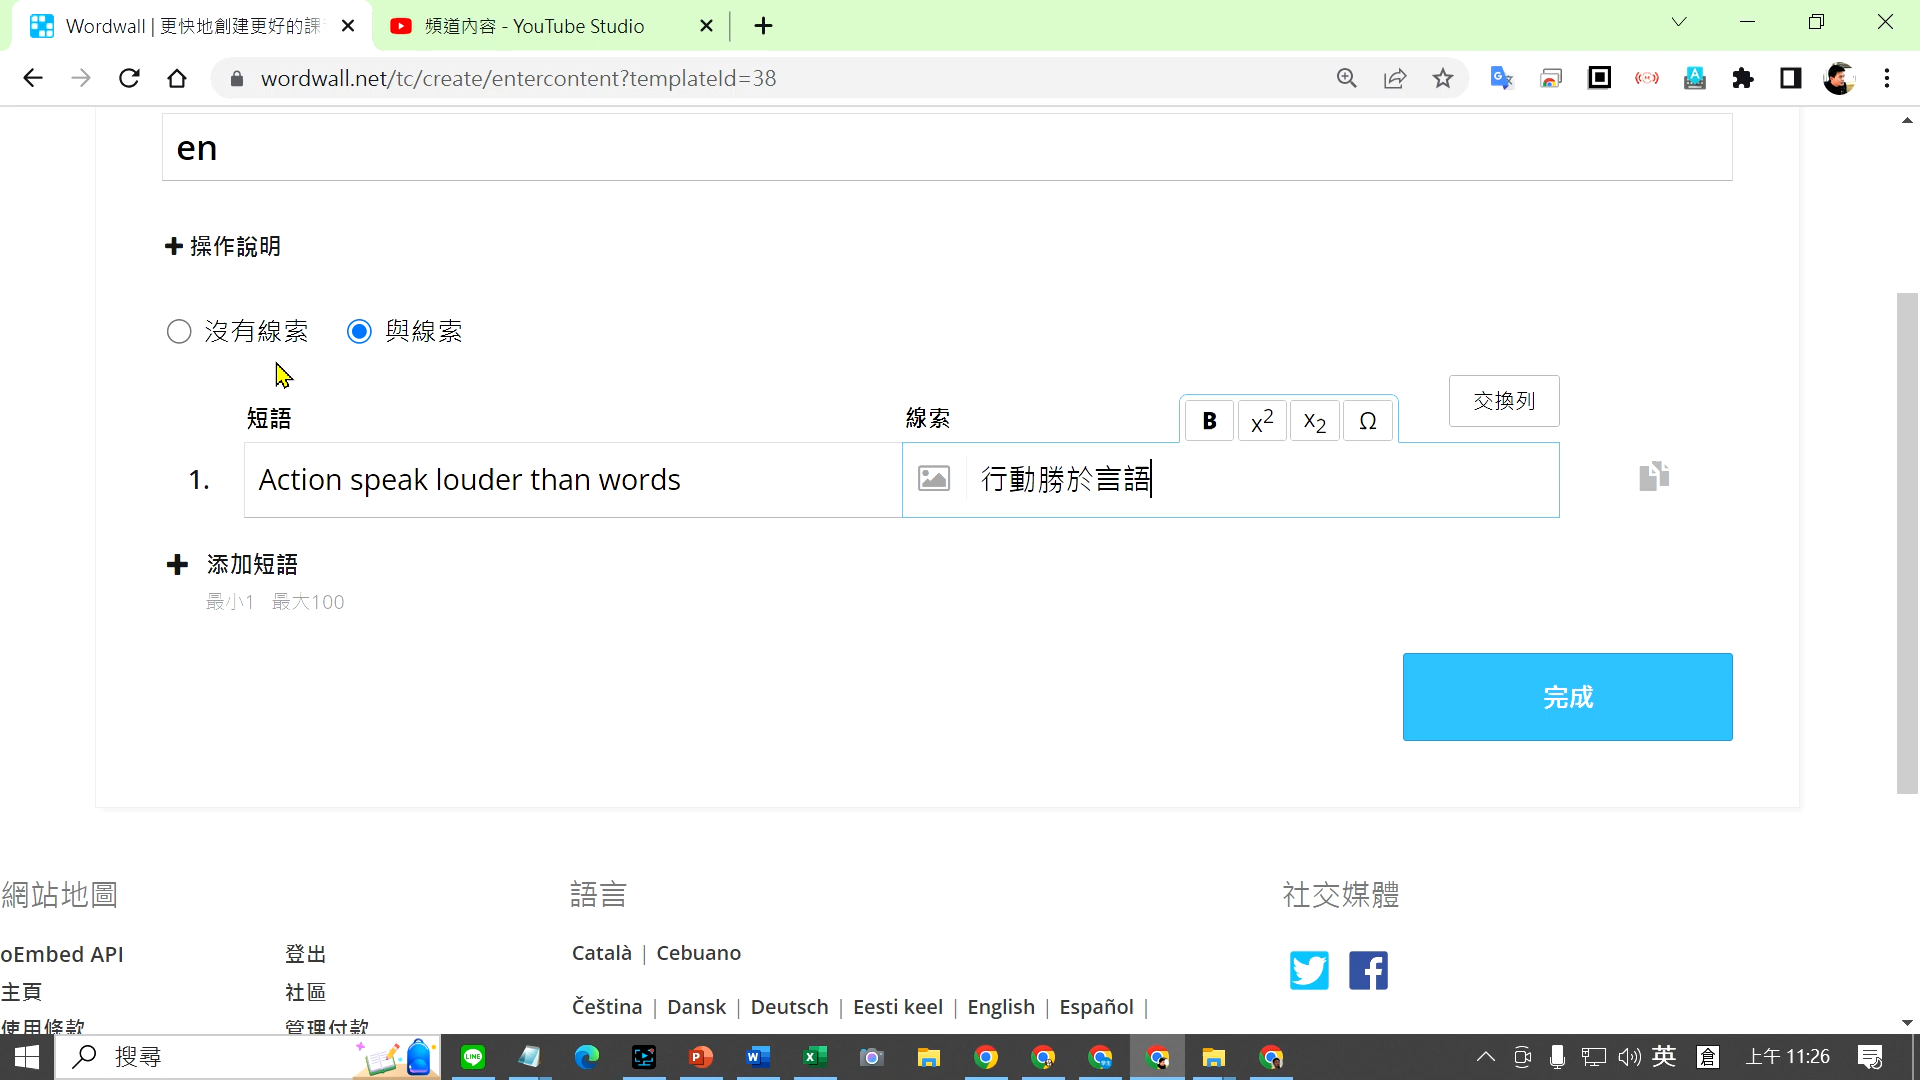 Wordwall | 更快地創建更好的課
頻道內容 - YouTube Studio
wordwall.net/tc/create/entercontent?templateId=38
en
操作說明
沒有線索
與線索
短語
線索
B
x2
x2
Ω
交換列
1.
Action speak louder than words
行動勝於言語
添加短語
最小1 最大100
完成
網站地圖
語言
社交媒體
oEmbed API
登出
Català | Cebuano
主頁
社區
Čeština | Dansk | Deutsch | Eesti keel | English | Español |
使用條款
管理付款
搜尋
英
倉
上午 11:26